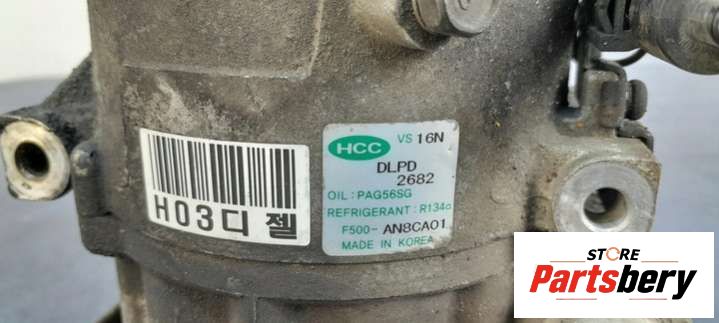 H03디젤
HCC VS 16N
DLPD
2682
OIL : PAG56SG
REFRIGERANT : R134a
F500- AN8CA01
MADE IN KOREA
STORE
Partsbery